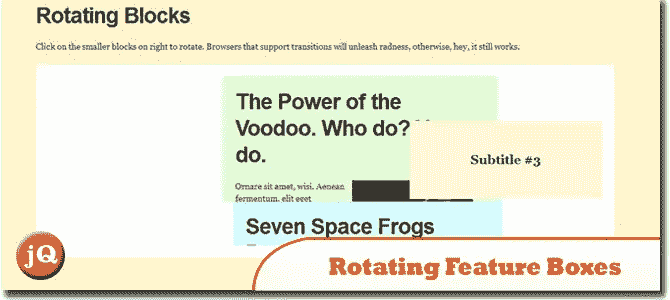 Rotating Blocks
Click on the smaller blocks on right to rotate. Browsers that support transitions will unleash radness, otherwise, hey, it still works.
The Power of the
Voodoo. Who do?
do.
Subtitle #3
Ornare sit amet, wisi. Aenean
fermentum, elit eget
Seven Space Frogs
jQ
Rotating Feature Boxes